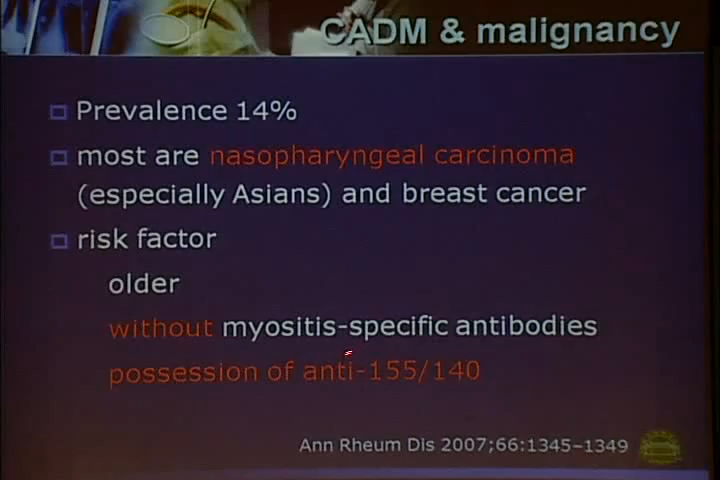 CADM & malignancy
Prevalence 14%
most are nasopharyngeal carcinoma
(especially Asians) and breast cancer
risk factor
older
without myositis-specific antibodies
possession of anti-155/140
Ann Rheum Dis 2007;66:1345–1349